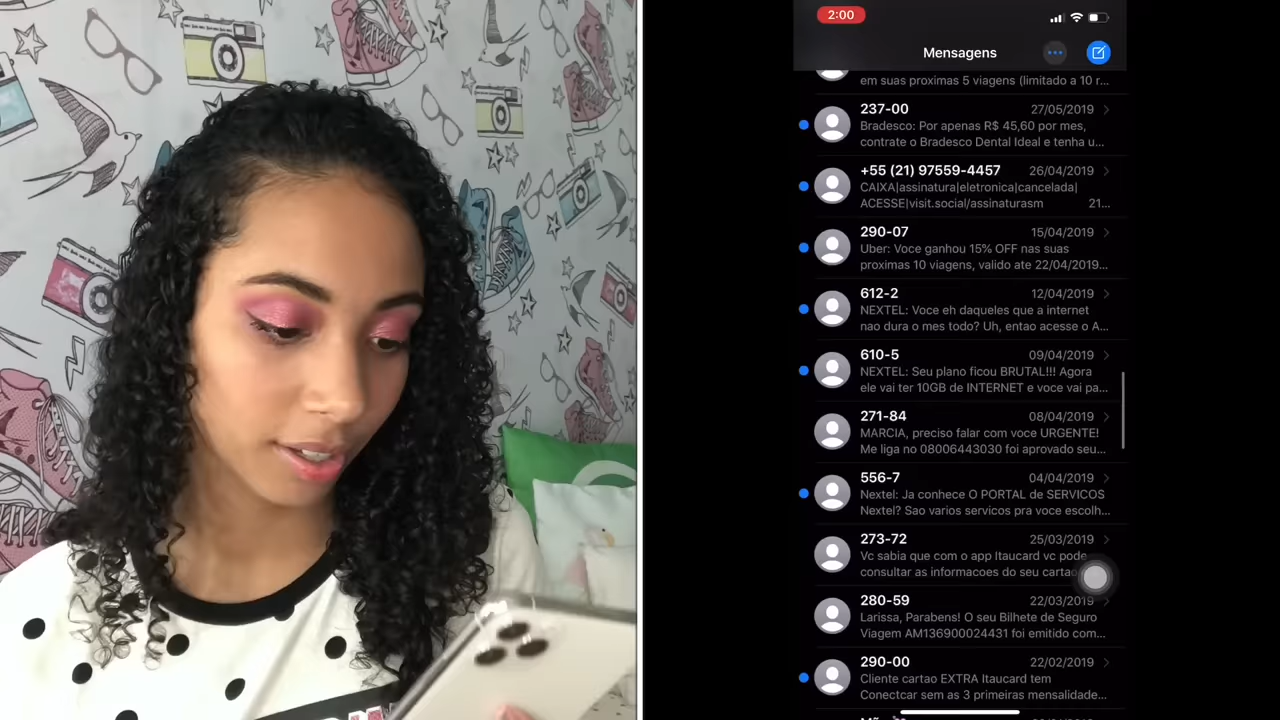 2:00
Mensagens
em suas proximas 5 viagens (limitado a 10 r...
237-00 27/05/2019
Bradesco: Por apenas R$ 45,60 por mes,
contrate o Bradesco Dental Ideal e tenha u...
+55 (21) 97559-4457 26/04/2019
CAIXA|assinatura|eletronica|cancelada|
ACESSE|visit.social/assinaturasm 21...
290-07 15/04/2019
Uber: Voce ganhou 15% OFF nas suas
proximas 10 viagens, valido ate 22/04/2019...
612-2 12/04/2019
NEXTEL: Voce eh daqueles que a internet
nao dura o mes todo? Uh, entao acesse o A...
610-5 09/04/2019
NEXTEL: Seu plano ficou BRUTAL!!! Agora
ele vai ter 10GB de INTERNET e voce vai pa...
271-84 08/04/2019
MARCIA, preciso falar com voce URGENTE!
Me liga no 08006443030 foi aprovado seu...
556-7 04/04/2019
Nextel: Ja conhece O PORTAL de SERVICOS
Nextel? Sao varios servicos pra voce escolh...
273-72 25/03/2019
Vc sabia que com o app Itaucard vc pode
consultar as informacoes do seu cartao
280-59 22/03/2019
Larissa, Parabens! O seu Bilhete de Seguro
Viagem AM136900024431 foi emitido com...
290-00 22/02/2019
Cliente cartao EXTRA Itaucard tem
Conectcar sem as 3 primeiras mensalidade...